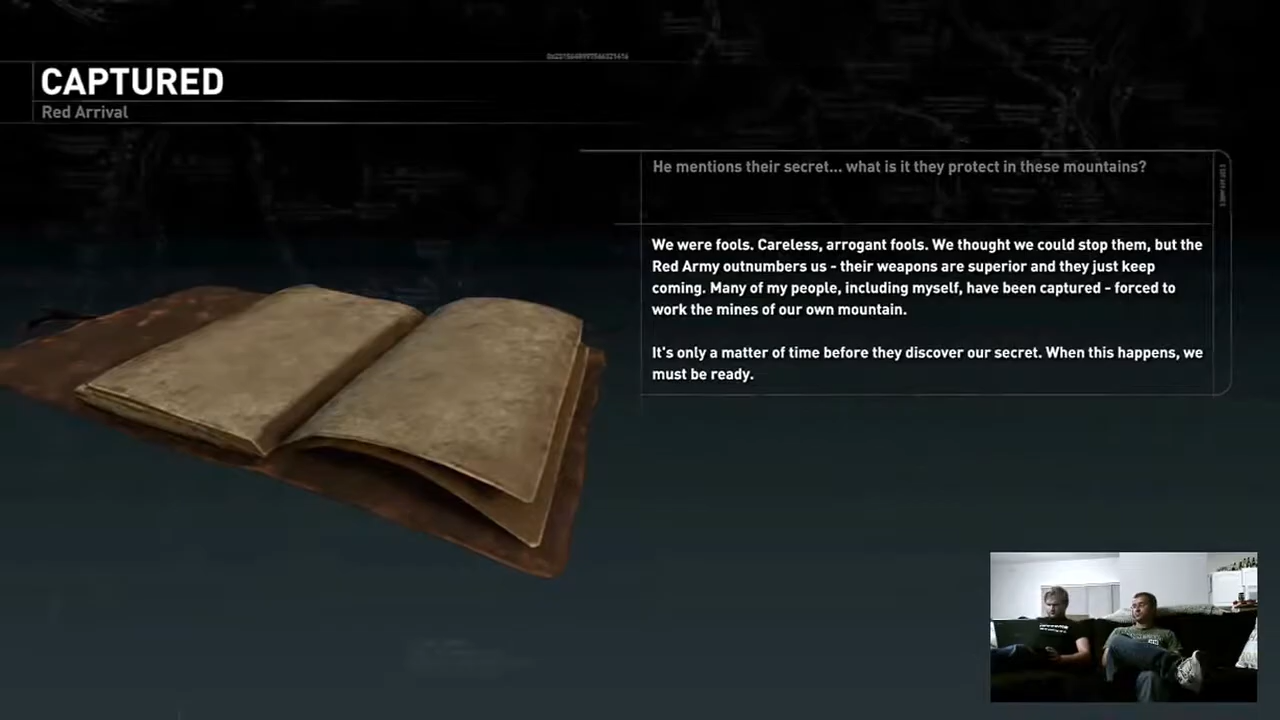 CAPTURED
Red Arrival
He mentions their secret... what is it they protect in these mountains?
We were fools. Careless, arrogant fools. We thought we could stop them, but the
Red Army outnumbers us - their weapons are superior and they just keep
coming. Many of my people, including myself, have been captured - forced to
work the mines of our own mountain.
It's only a matter of time before they discover our secret. When this happens, we
must be ready.